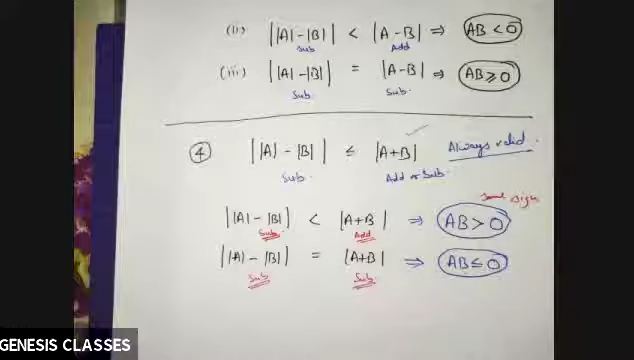 (ii) ||A|-|B|| < |A-B| ⇒ AB < 0
Sub Add
(iii) ||A|-|B|| = |A-B| ⇒ AB ≥ 0
Sub. Sub.
④ ||A| - |B|| ≤ |A+B| Always valid.
Sub. Add or Sub.
same sign
||A| - |B|| < |A+B| ⇒ AB > 0
Sub Add
||A| - |B|| = |A+B| ⇒ AB ≤ 0
Sub Sub.
GENESIS CLASSES